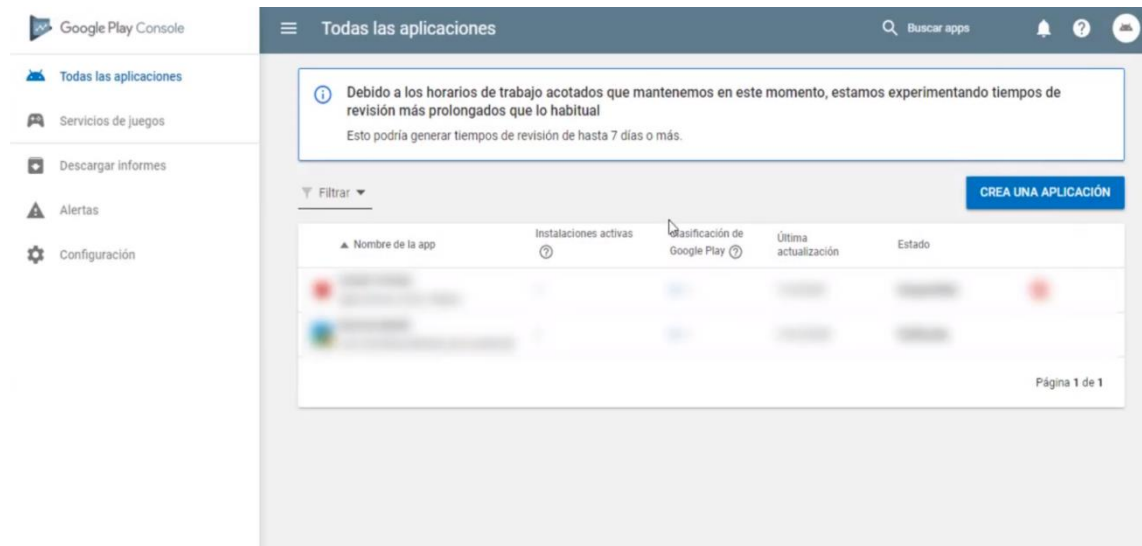 Google Play Console
Todas las aplicaciones
Buscar apps
Todas las aplicaciones
Servicios de juegos
Descargar informes
Alertas
Configuración
Debido a los horarios de trabajo acotados que mantenemos en este momento, estamos experimentando tiempos de
revisión más prolongados que lo habitual
Esto podría generar tiempos de revisión de hasta 7 días o más.
Filtrar
CREA UNA APLICACIÓN
Nombre de la app
Instalaciones activas
Clasificación de
Google Play
Última
actualización
Estado
Página 1 de 1